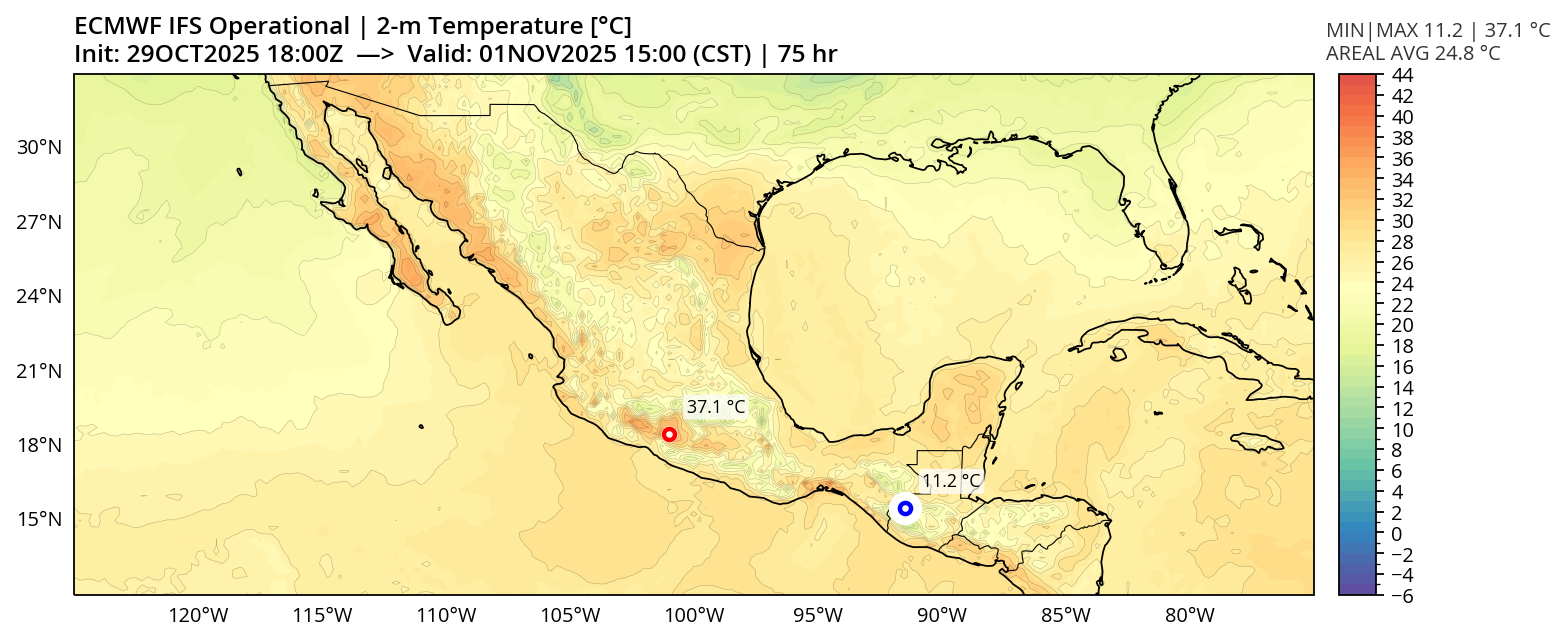 ECMWF IFS Operational | 2-m Temperature [°C]
Init: 29OCT2025 18:00Z —> Valid: 01NOV2025 15:00 (CST) | 75 hr
MIN|MAX 11.2 | 37.1 °C
AREAL AVG 24.8 °C
30°N
27°N
24°N
21°N
18°N
15°N
37.1 °C
11.2 °C
120°W
115°W
110°W
105°W
100°W
95°W
90°W
85°W
80°W
44
42
40
38
36
34
32
30
28
26
24
22
20
18
16
14
12
10
8
6
4
2
0
−2
−4
−6